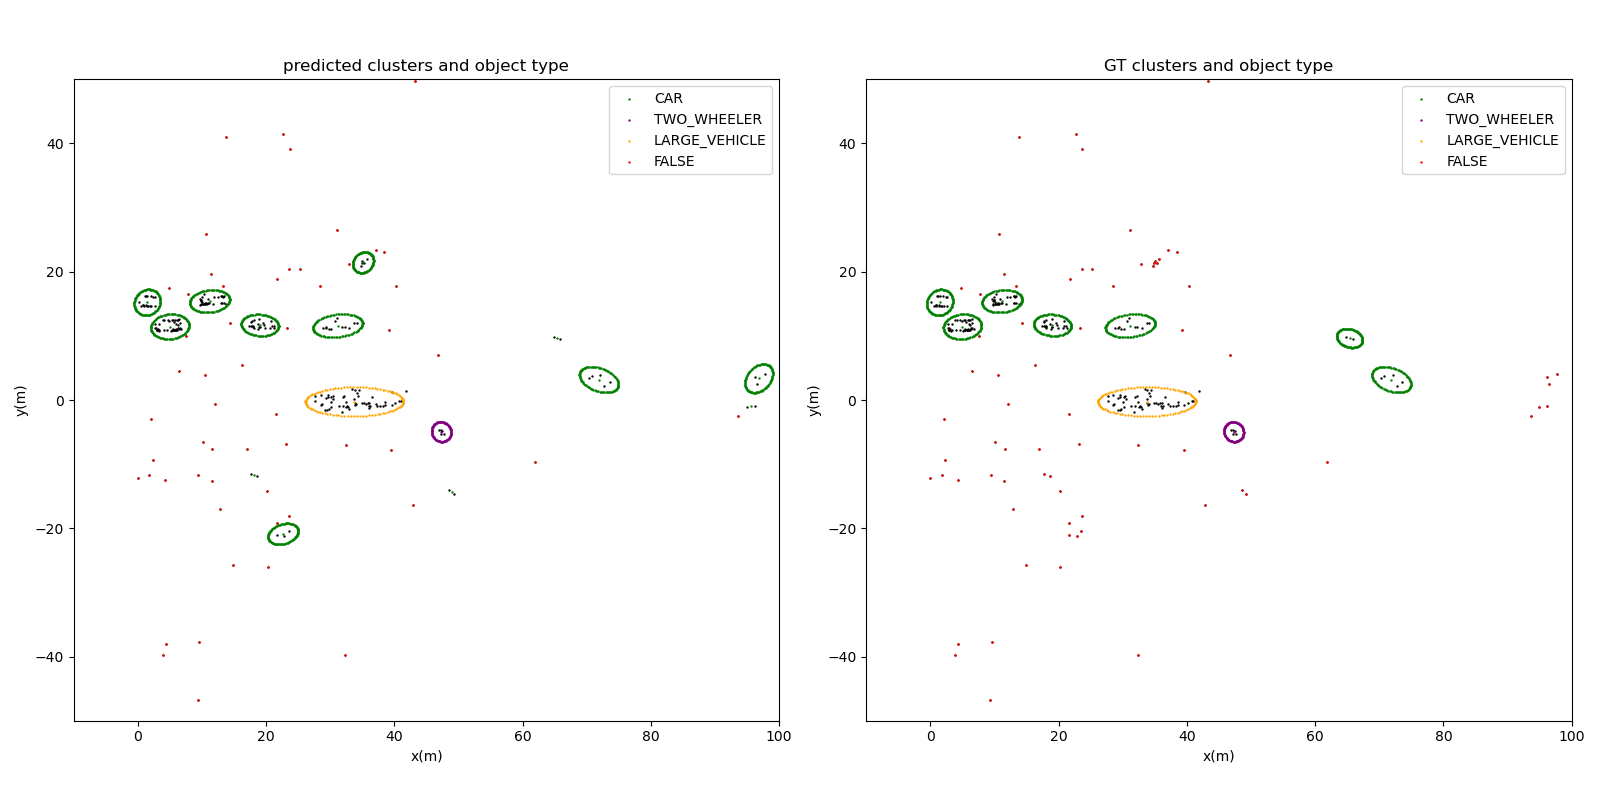 predicted clusters and object type
CAR
TWO_WHEELER
LARGE_VEHICLE
FALSE
40
20
0
−20
−40
y(m)
0 20 40 60 80 100
x(m)
GT clusters and object type
CAR
TWO_WHEELER
LARGE_VEHICLE
FALSE
40
20
0
−20
−40
y(m)
0 20 40 60 80 100
x(m)